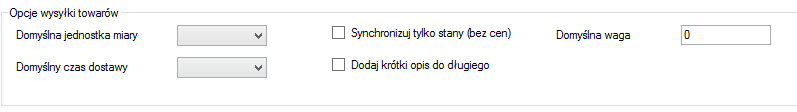 Opcje wysyłki towarów
Domyślna jednostka miary Synchronizuj tylko stany (bez cen) Domyślna waga 0
Domyślny czas dostawy Dodaj krótki opis do długiego